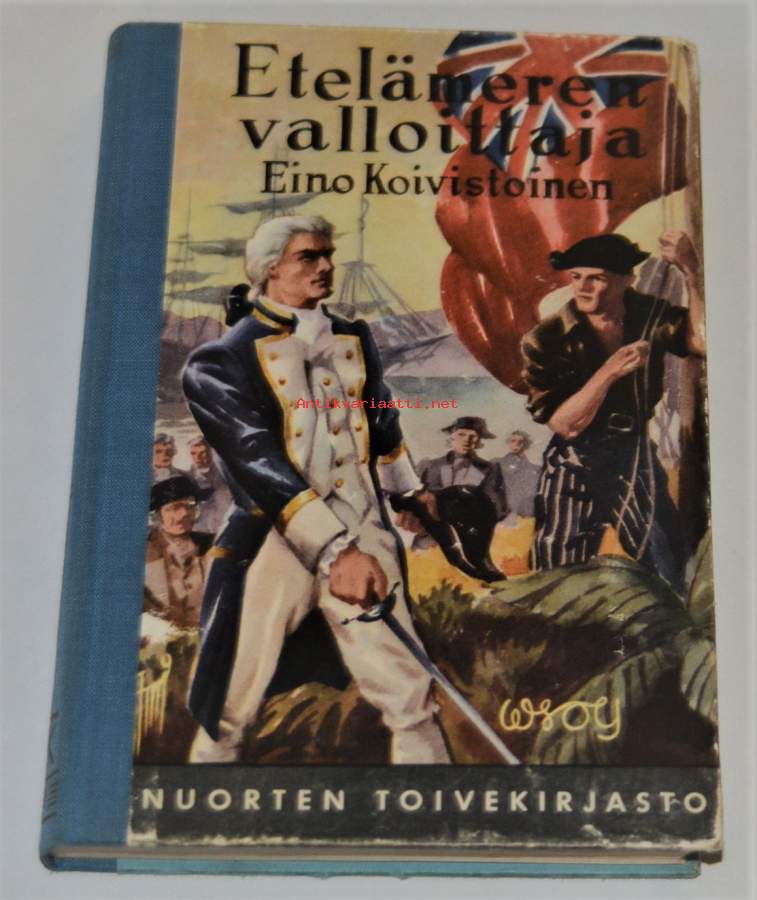 Etelämeren
valloittaja
Eino Koivistoinen
Antikvariaatti.net
WSOY
NUORTEN TOIVEKIRJASTO